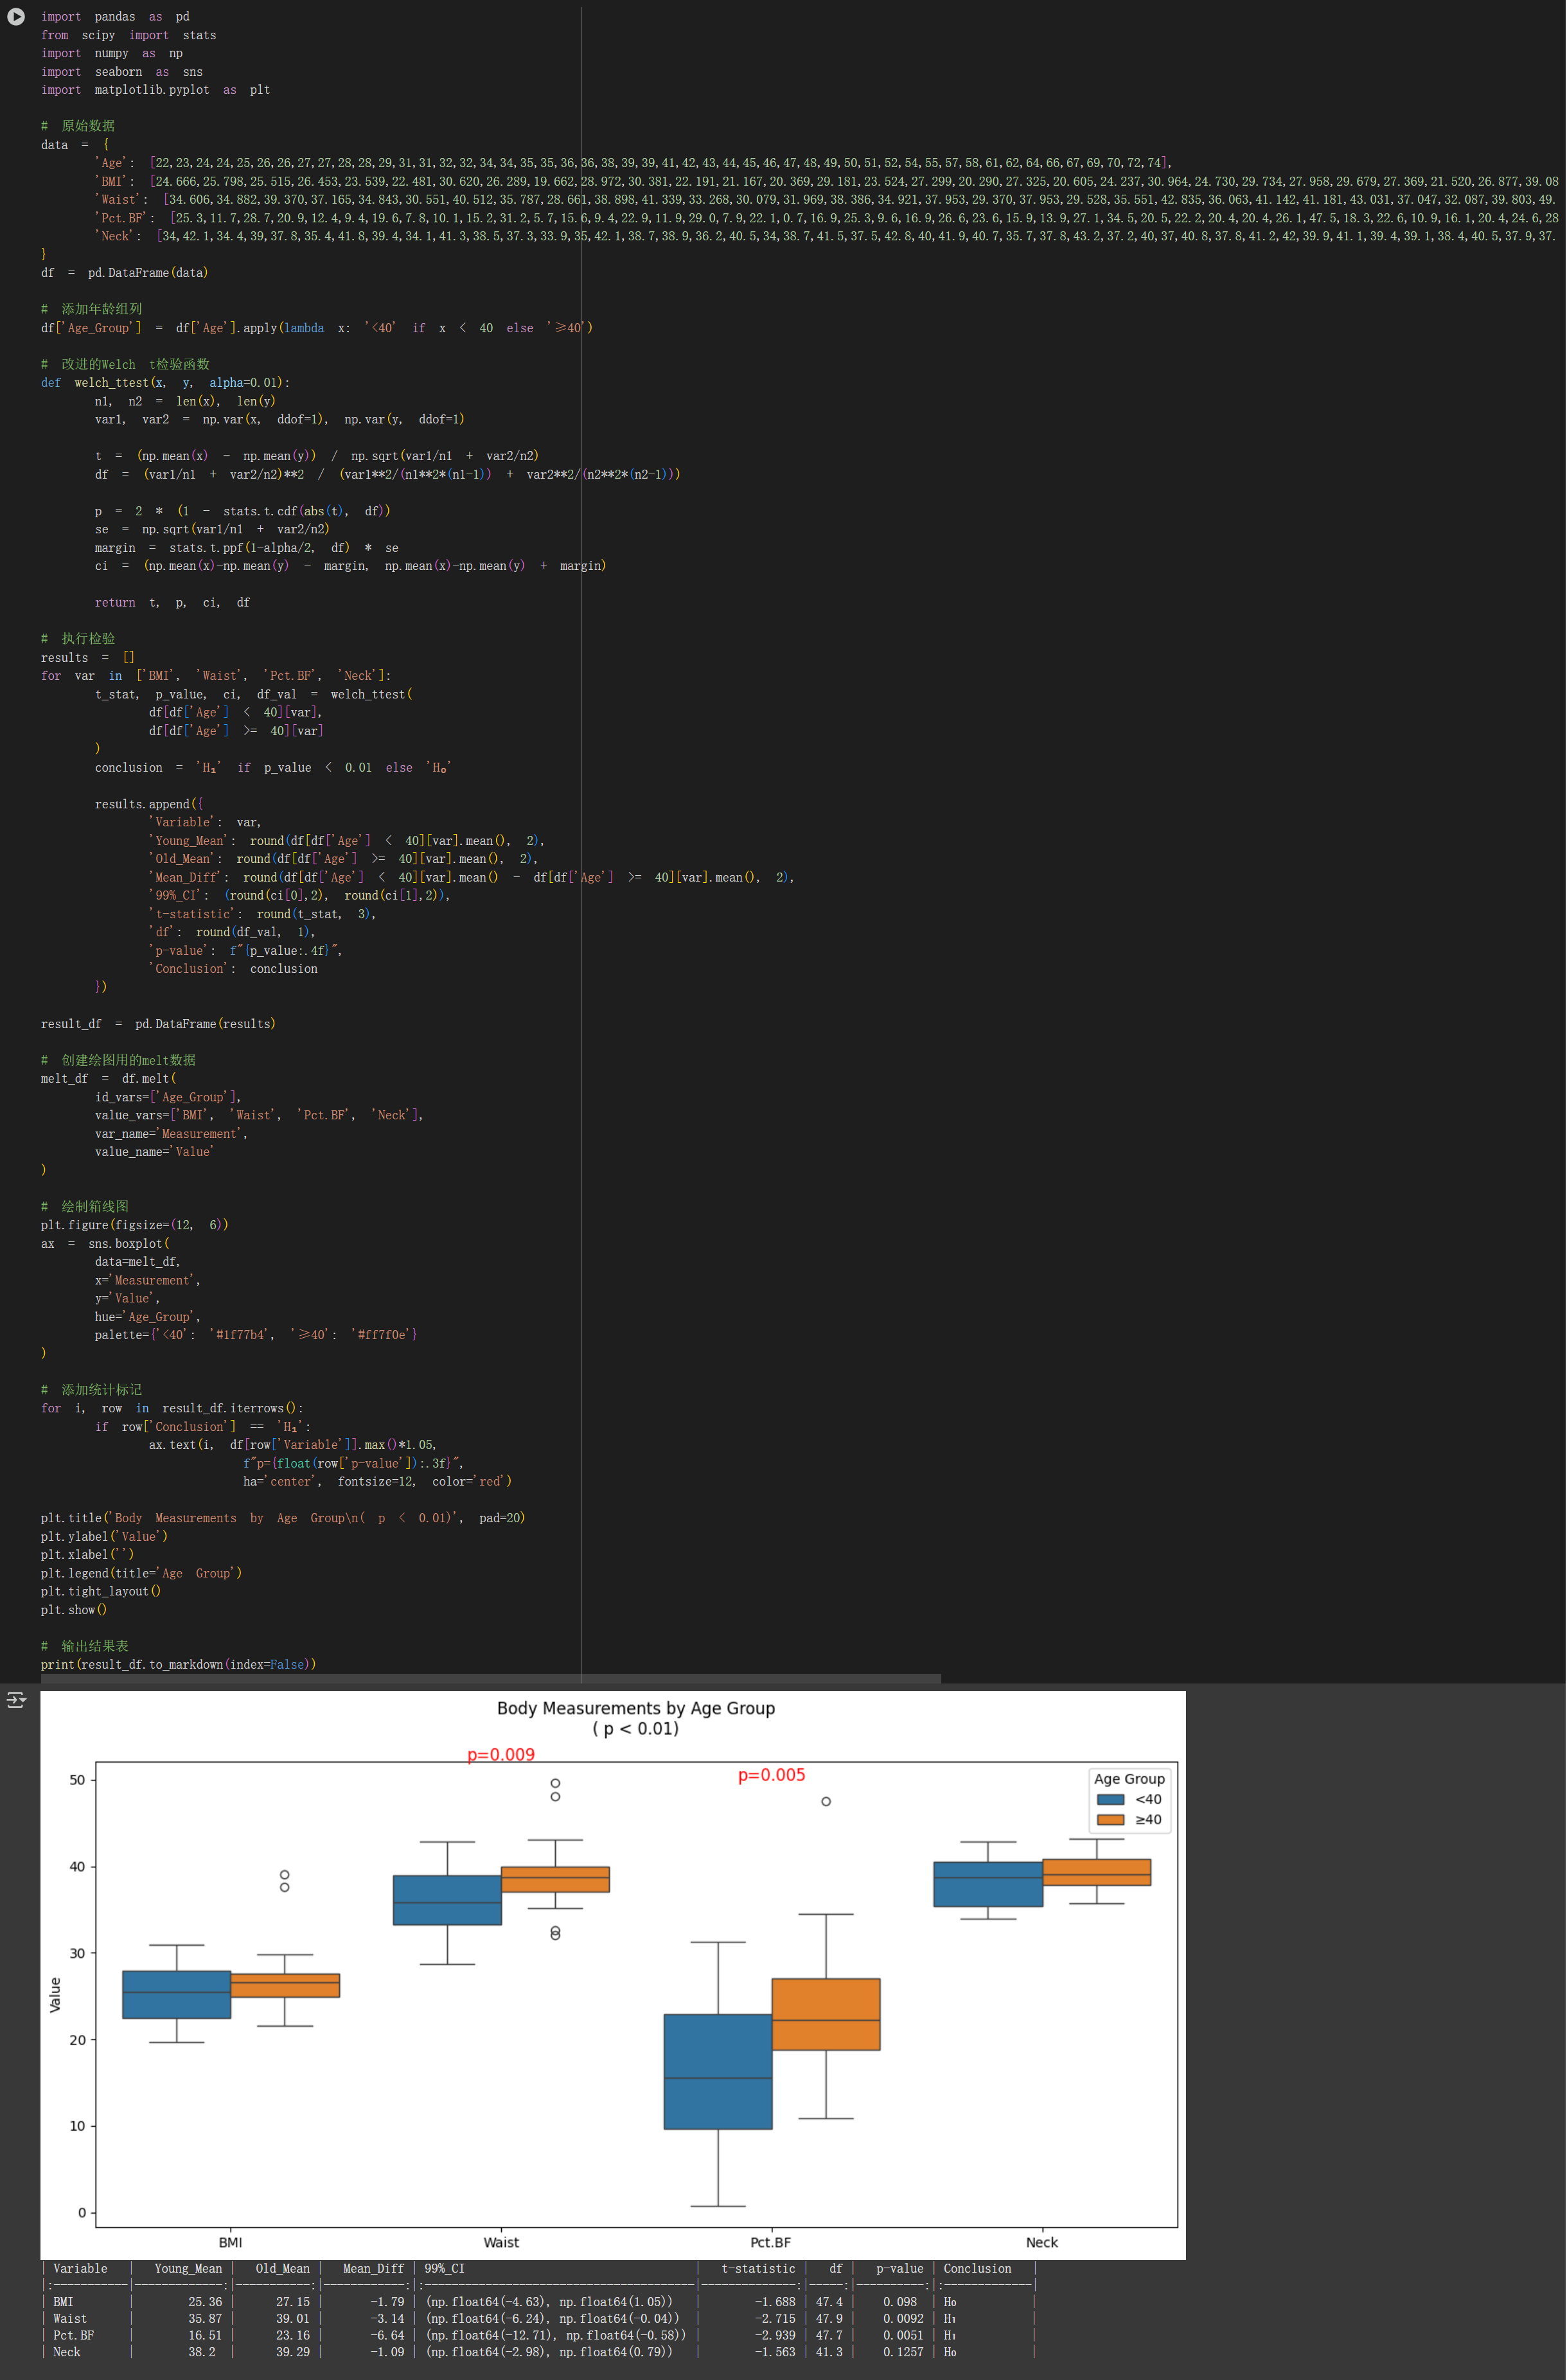 import pandas as pd
from scipy import stats
import numpy as np
import seaborn as sns
import matplotlib.pyplot as plt
# 原始数据
data = {
'Age': [22,23,24,24,25,26,26,27,27,28,28,29,31,31,32,32,34,34,35,35,36,36,38,39,39,41,42,43,44,45,46,47,48,49,50,51,52,54,55,57,58,61,62,64,66,67,69,70,72,74],
'BMI': [24.666,25.798,25.515,26.453,23.539,22.481,30.620,26.289,19.662,28.972,30.381,22.191,21.167,20.369,29.181,23.524,27.299,20.290,27.325,20.605,24.237,30.964,24.730,29.734,27.958,29.679,27.369,21.520,26.877,39.08
'Waist': [34.606,34.882,39.370,37.165,34.843,30.551,40.512,35.787,28.661,38.898,41.339,33.268,30.079,31.969,38.386,34.921,37.953,29.370,37.953,29.528,35.551,42.835,36.063,41.142,41.181,43.031,37.047,32.087,39.803,49.
'Pct.BF': [25.3,11.7,28.7,20.9,12.4,9.4,19.6,7.8,10.1,15.2,31.2,5.7,15.6,9.4,22.9,11.9,29.0,7.9,22.1,0.7,16.9,25.3,9.6,16.9,26.6,23.6,15.9,13.9,27.1,34.5,20.5,22.2,20.4,20.4,26.1,47.5,18.3,22.6,10.9,16.1,20.4,24.6,28
'Neck': [34,42.1,34.4,39,37.8,35.4,41.8,39.4,34.1,41.3,38.5,37.3,33.9,35,42.1,38.7,38.9,36.2,40.5,34,38.7,41.5,37.5,42.8,40,41.9,40.7,35.7,37.8,43.2,37.2,40,37,40.8,37.8,41.2,42,39.9,41.1,39.4,39.1,38.4,40.5,37.9,37.
}
df = pd.DataFrame(data)
# 添加年龄组列
df['Age_Group'] = df['Age'].apply(lambda x: '<40' if x < 40 else '≥40')
# 改进的Welch t检验函数
def welch_ttest(x, y, alpha=0.01):
n1, n2 = len(x), len(y)
var1, var2 = np.var(x, ddof=1), np.var(y, ddof=1)
t = (np.mean(x) - np.mean(y)) / np.sqrt(var1/n1 + var2/n2)
df = (var1/n1 + var2/n2)**2 / (var1**2/(n1**2*(n1-1)) + var2**2/(n2**2*(n2-1)))
p = 2 * (1 - stats.t.cdf(abs(t), df))
se = np.sqrt(var1/n1 + var2/n2)
margin = stats.t.ppf(1-alpha/2, df) * se
ci = (np.mean(x)-np.mean(y) - margin, np.mean(x)-np.mean(y) + margin)
return t, p, ci, df
# 执行检验
results = []
for var in ['BMI', 'Waist', 'Pct.BF', 'Neck']:
t_stat, p_value, ci, df_val = welch_ttest(
df[df['Age'] < 40][var],
df[df['Age'] >= 40][var]
)
conclusion = 'H₁' if p_value < 0.01 else 'H₀'
results.append({
'Variable': var,
'Young_Mean': round(df[df['Age'] < 40][var].mean(), 2),
'Old_Mean': round(df[df['Age'] >= 40][var].mean(), 2),
'Mean_Diff': round(df[df['Age'] < 40][var].mean() - df[df['Age'] >= 40][var].mean(), 2),
'99%_CI': (round(ci[0],2), round(ci[1],2)),
't-statistic': round(t_stat, 3),
'df': round(df_val, 1),
'p-value': f"{p_value:.4f}",
'Conclusion': conclusion
})
result_df = pd.DataFrame(results)
# 创建绘图用的melt数据
melt_df = df.melt(
id_vars=['Age_Group'],
value_vars=['BMI', 'Waist', 'Pct.BF', 'Neck'],
var_name='Measurement',
value_name='Value'
)
# 绘制箱线图
plt.figure(figsize=(12, 6))
ax = sns.boxplot(
data=melt_df,
x='Measurement',
y='Value',
hue='Age_Group',
palette={'<40': '#1f77b4', '≥40': '#ff7f0e'}
)
# 添加统计标记
for i, row in result_df.iterrows():
if row['Conclusion'] == 'H₁':
ax.text(i, df[row['Variable']].max()*1.05,
f"p={float(row['p-value']):.3f}",
ha='center', fontsize=12, color='red')
plt.title('Body Measurements by Age Group\n( p < 0.01)', pad=20)
plt.ylabel('Value')
plt.xlabel('')
plt.legend(title='Age Group')
plt.tight_layout()
plt.show()
# 输出结果表
print(result_df.to_markdown(index=False))
Body Measurements by Age Group
( p < 0.01)
p=0.009
p=0.005
Age Group
<40
≥40
50
40
30
20
10
0
Value
BMI Waist Pct.BF Neck
| Variable | Young_Mean | Old_Mean | Mean_Diff | 99%_CI | t-statistic | df | p-value | Conclusion |
|:-----------|-------------:|-----------:|------------:|:----------------------------------------|--------------:|-----:|----------:|:-------------|
| BMI | 25.36 | 27.15 | -1.79 | (np.float64(-4.63), np.float64(1.05)) | -1.688 | 47.4 | 0.098 | H₀ |
| Waist | 35.87 | 39.01 | -3.14 | (np.float64(-6.24), np.float64(-0.04)) | -2.715 | 47.9 | 0.0092 | H₁ |
| Pct.BF | 16.51 | 23.16 | -6.64 | (np.float64(-12.71), np.float64(-0.58)) | -2.939 | 47.7 | 0.0051 | H₁ |
| Neck | 38.2 | 39.29 | -1.09 | (np.float64(-2.98), np.float64(0.79)) | -1.563 | 41.3 | 0.1257 | H₀ |